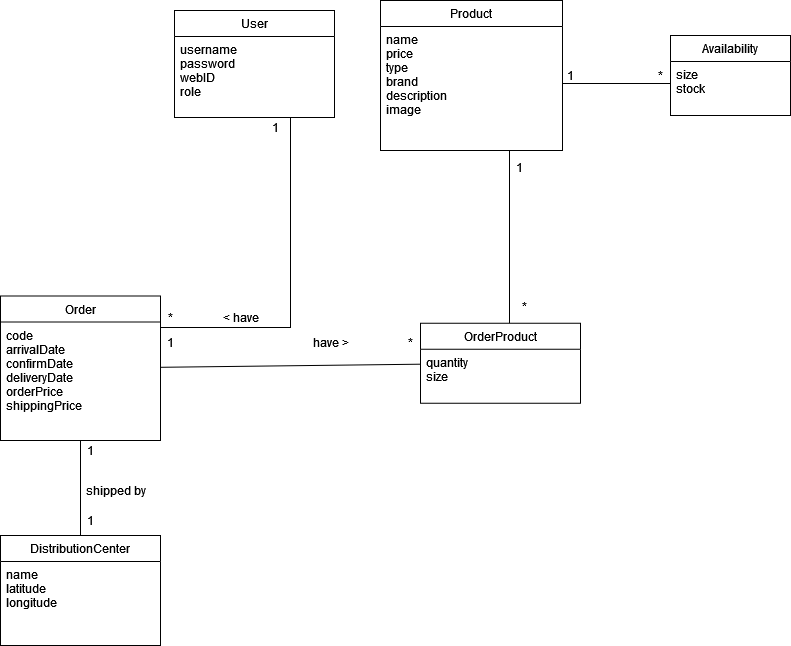 User
username
password
webID
role
1
Product
name
price
type
brand
description
image
1
*
Availability
size
stock
1
*
Order
code
arrivalDate
confirmDate
deliveryDate
orderPrice
shippingPrice
*
< have
1
have >
*
OrderProduct
quantity
size
1
shipped by
1
DistributionCenter
name
latitude
longitude